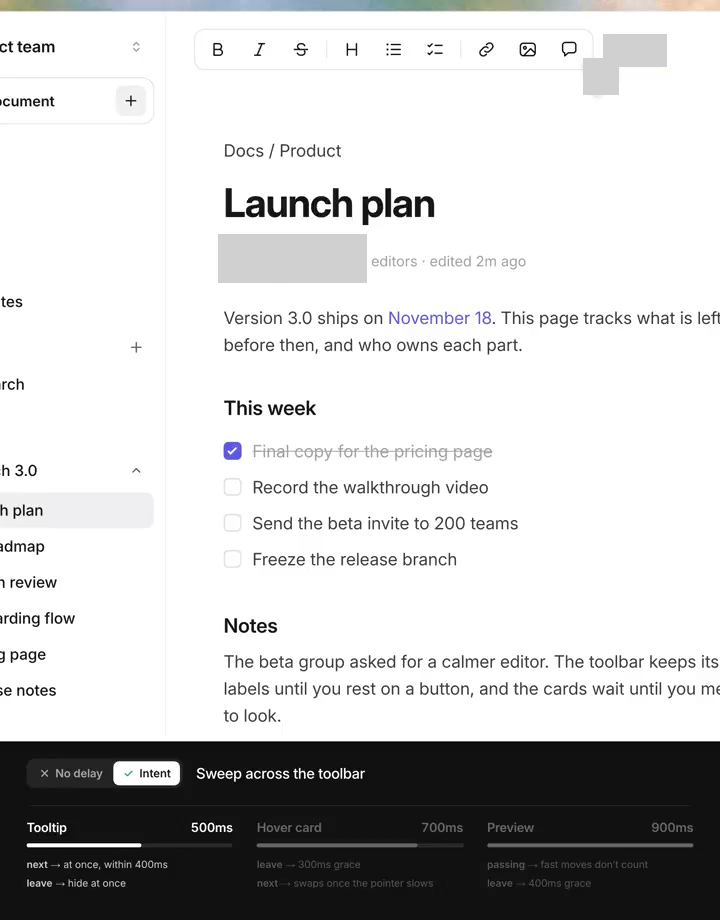 ct team
ocument
tes
arch
h 3.0
h plan
admap
n review
arding flow
g page
se notes
Docs / Product
Launch plan
editors · edited 2m ago
Version 3.0 ships on November 18. This page tracks what is left
before then, and who owns each part.
This week
Final copy for the pricing page
Record the walkthrough video
Send the beta invite to 200 teams
Freeze the release branch
Notes
The beta group asked for a calmer editor. The toolbar keeps its
labels until you rest on a button, and the cards wait until you me
to look.
No delay
Intent
Sweep across the toolbar
Tooltip 500ms
next → at once, within 400ms
leave → hide at once
Hover card 700ms
leave → 300ms grace
next → swaps once the pointer slows
Preview 900ms
passing → fast moves don't count
leave → 400ms grace